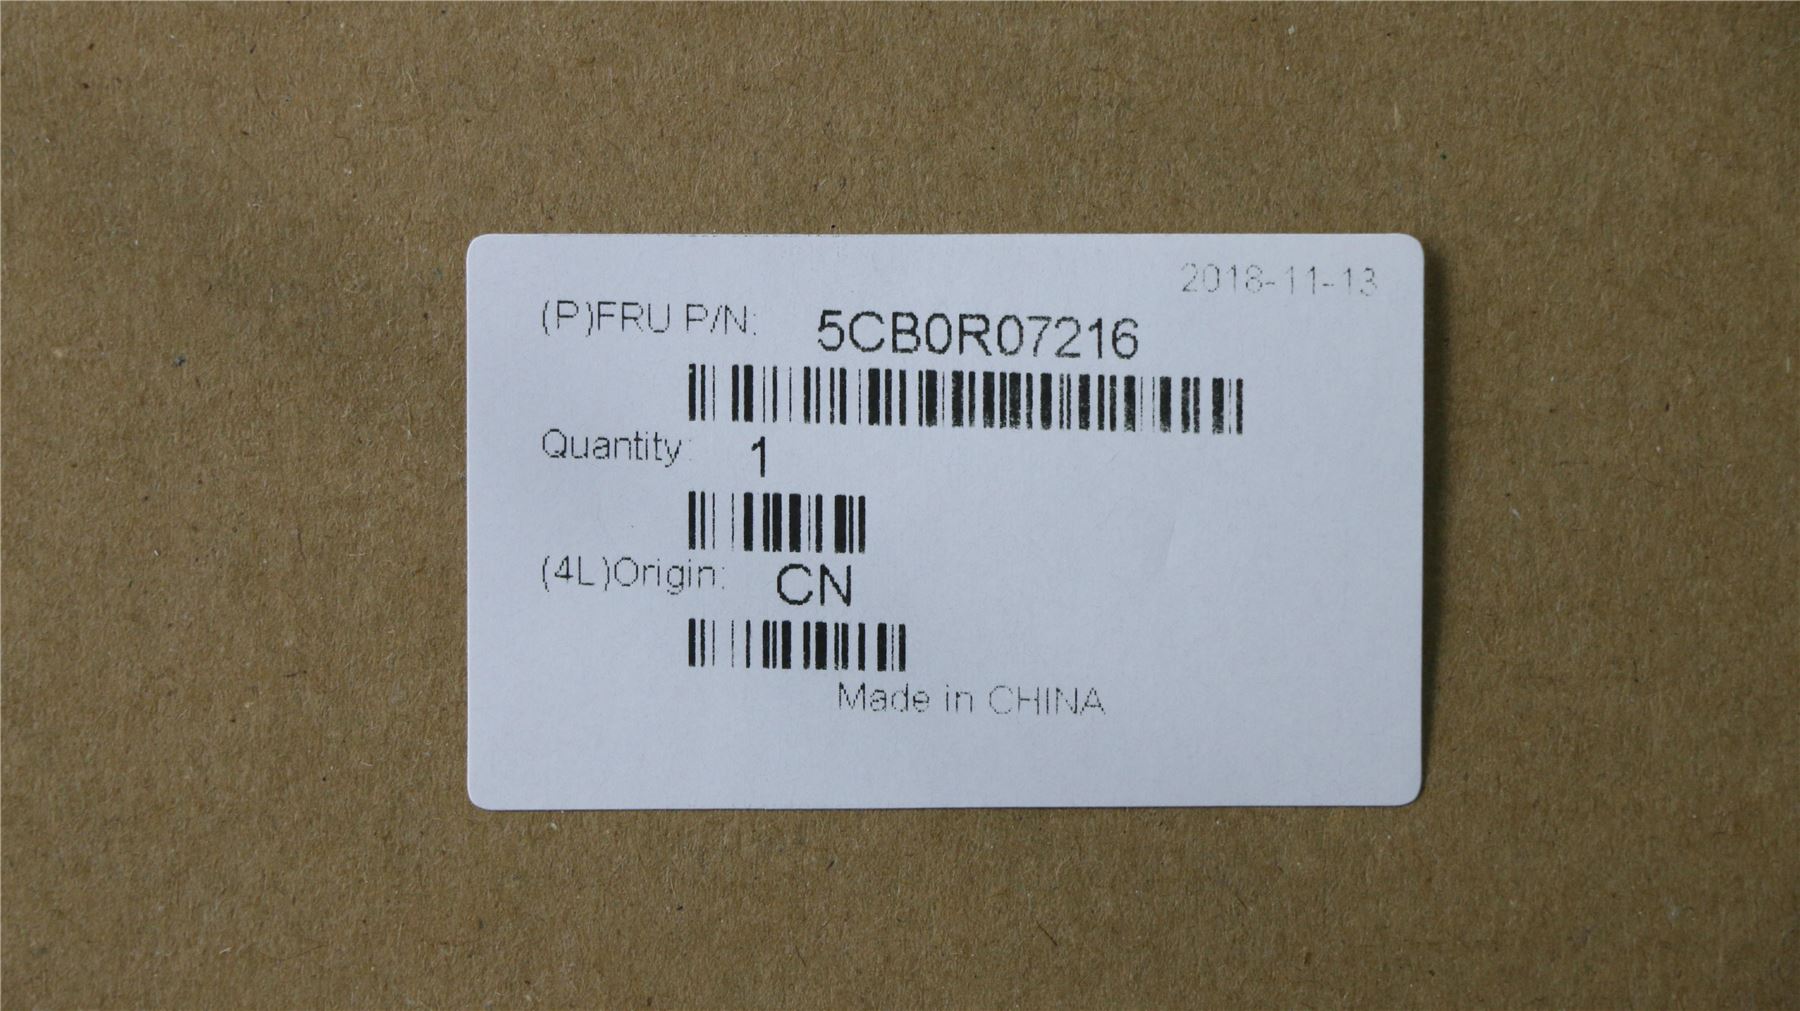 2018-11-13
(P)FRU P/N: 5CB0R07216
Quantity: 1
(4L)Origin: CN
Made in CHINA